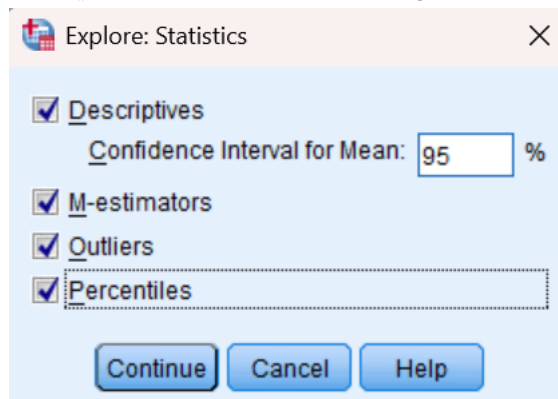 Explore: Statistics
Descriptives
Confidence Interval for Mean: 95 %
M-estimators
Outliers
Percentiles
Continue Cancel Help